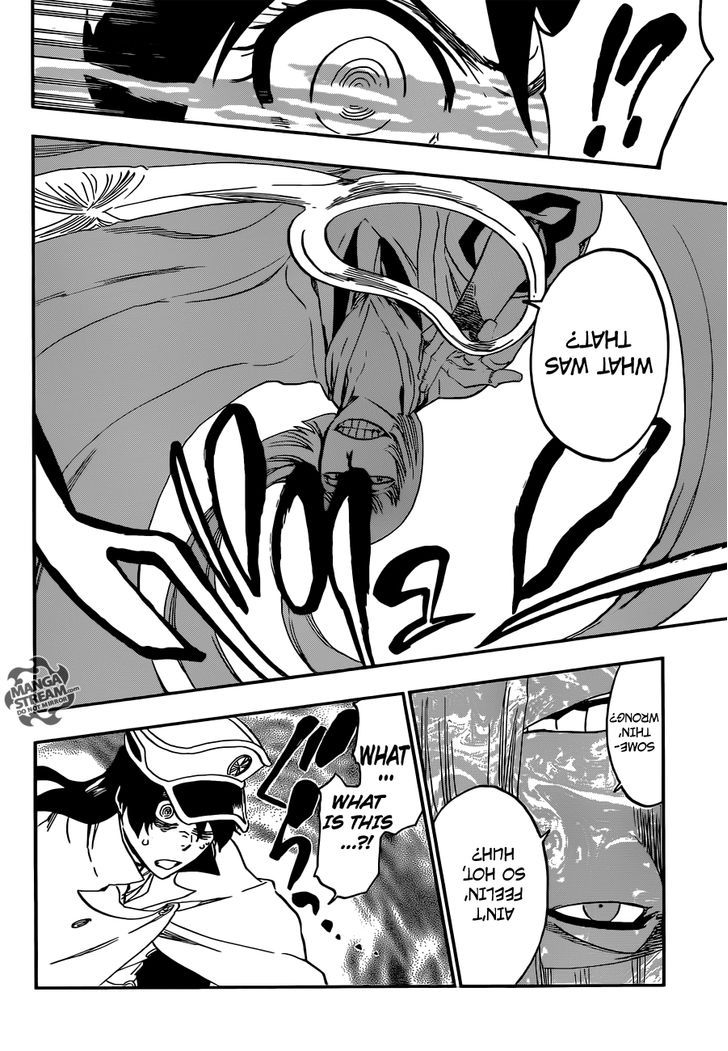 !?
WHAT WAS
THAT?
SOME-
THIN'
WRONG?
AIN'T
FEELIN'
SO HOT,
HUH?
WHAT
...
WHAT
IS THIS
...?!
MANGA
STREAM.COM
DO NOT MIRROR